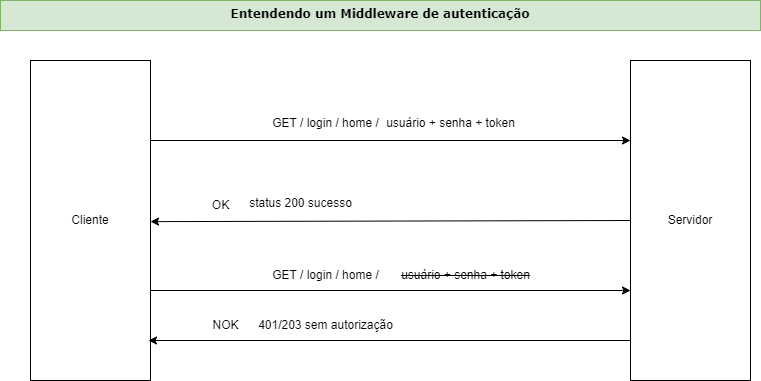 Entendendo um Middleware de autenticação
GET / login / home / usuário + senha + token
OK status 200 sucesso
Cliente
Servidor
GET / login / home / usuário + senha + token
NOK 401/203 sem autorização